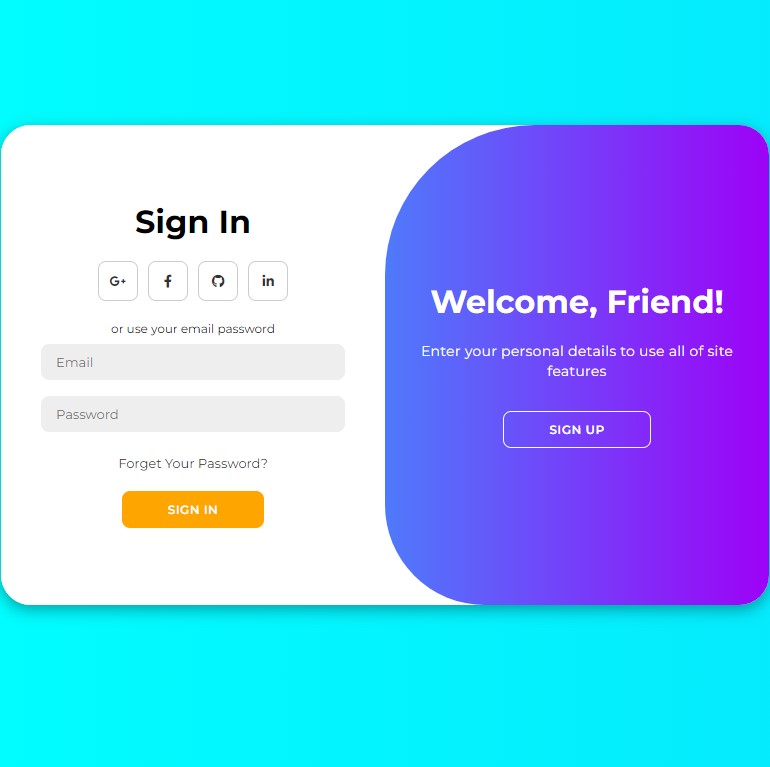 Sign In
G+
in
or use your email password
Email
Password
Forget Your Password?
SIGN IN
Welcome, Friend!
Enter your personal details to use all of site
features
SIGN UP